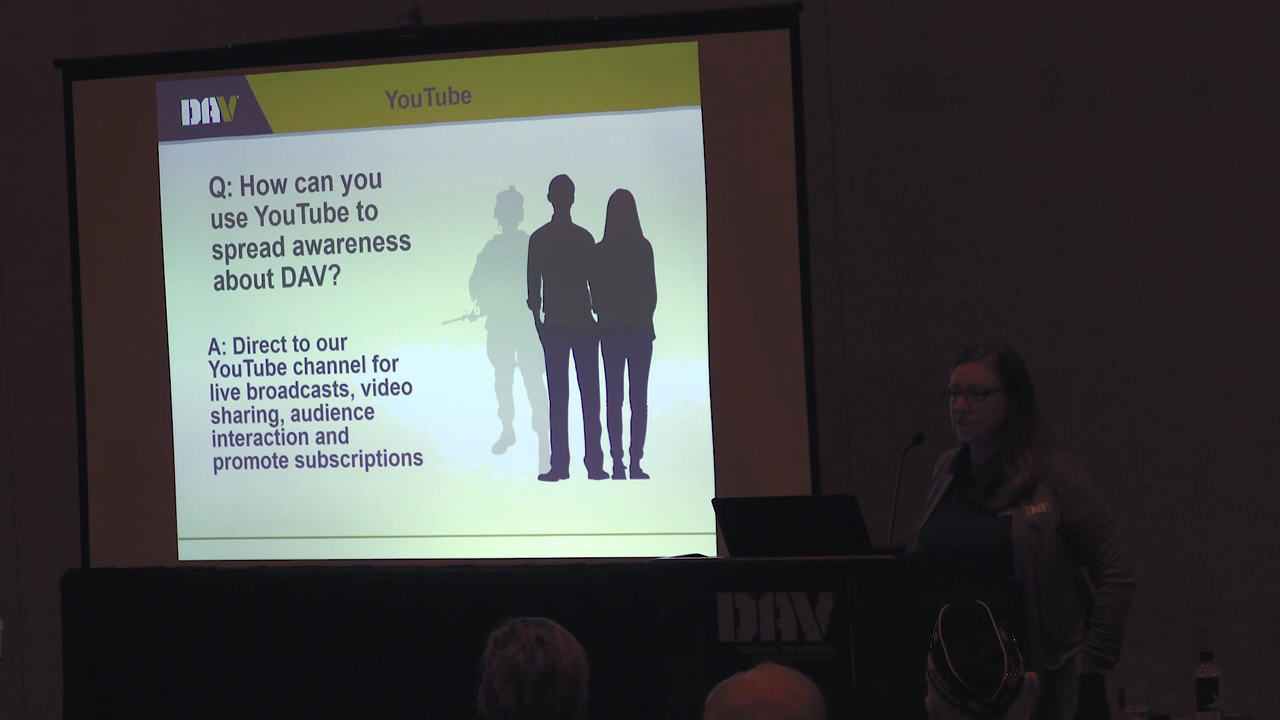 DAV
YouTube
Q: How can you
use YouTube to
spread awareness
about DAV?
A: Direct to our
YouTube channel for
live broadcasts, video
sharing, audience
interaction and
promote subscriptions
DAV
DAV